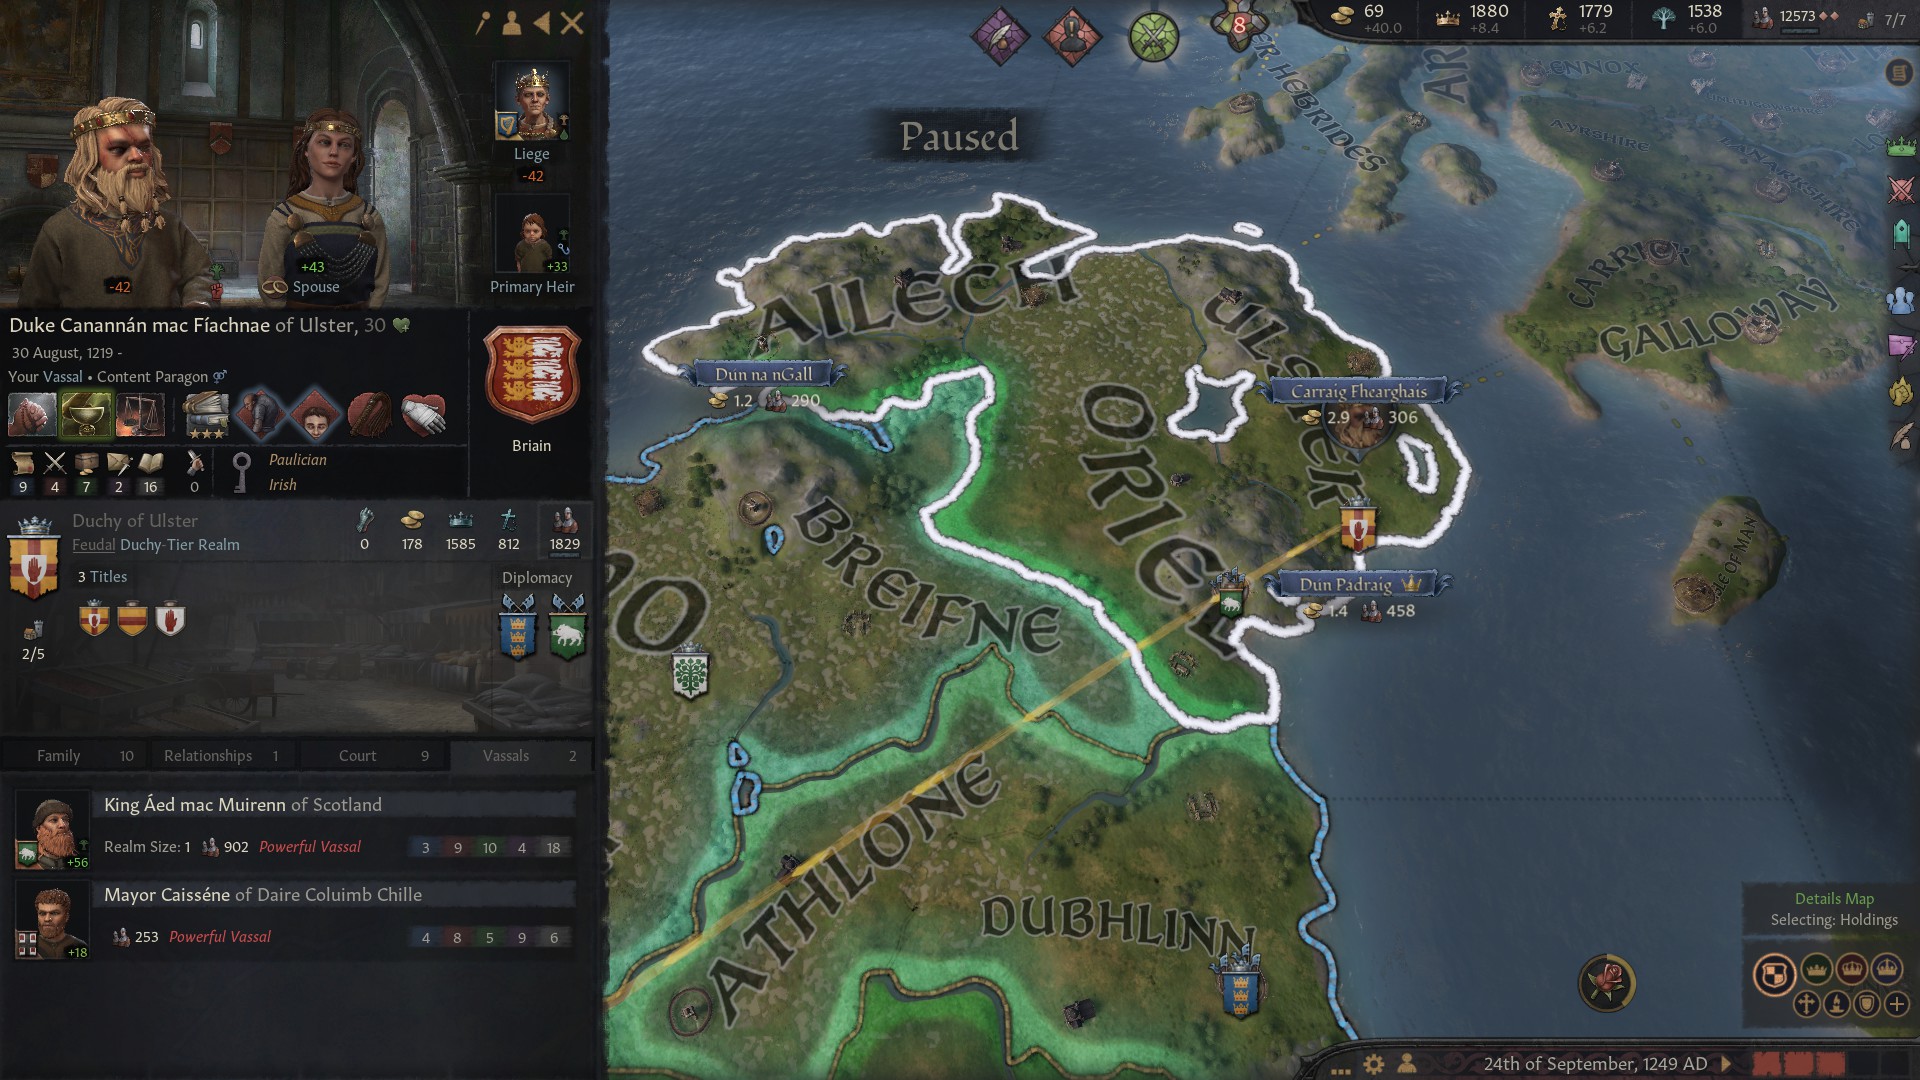 69
+40.0
1880
+8.4
1779
+6.2
1538
+6.0
12573
7/7
8
Paused
Liege
-42
-42
+43
Spouse
+33
Primary Heir
Duke Canannán mac Fíachnae of Ulster, 30
30 August, 1219 -
Your Vassal • Content Paragon
Briain
9 4 7 2 16 0
Paulician
Irish
Duchy of Ulster
Feudal Duchy-Tier Realm
0 178 1585 812 1829
3 Titles
Diplomacy
2/5
Family 10
Relationships 1
Court 9
Vassals 2
King Áed mac Muirenn of Scotland
Realm Size: 1 902 Powerful Vassal 3 9 10 4 18
+56
Mayor Caisséne of Daire Coluimb Chille
253 Powerful Vassal 4 8 5 9 6
+18
HEBRIDES
LENNOX
AYRSHIRE
LANARKSHIRE
CARRICK
GALLOWAY
ISLE OF MAN
AILECH
ULSTER
ORIEL
Dún na nGall
1.2 290
Carraig Fhearghais
2.9 306
Dún Pádraig
1.4 458
BREIFNE
ATHLONE
DUBHLINN
Details Map
Selecting: Holdings
24th of September, 1249 AD